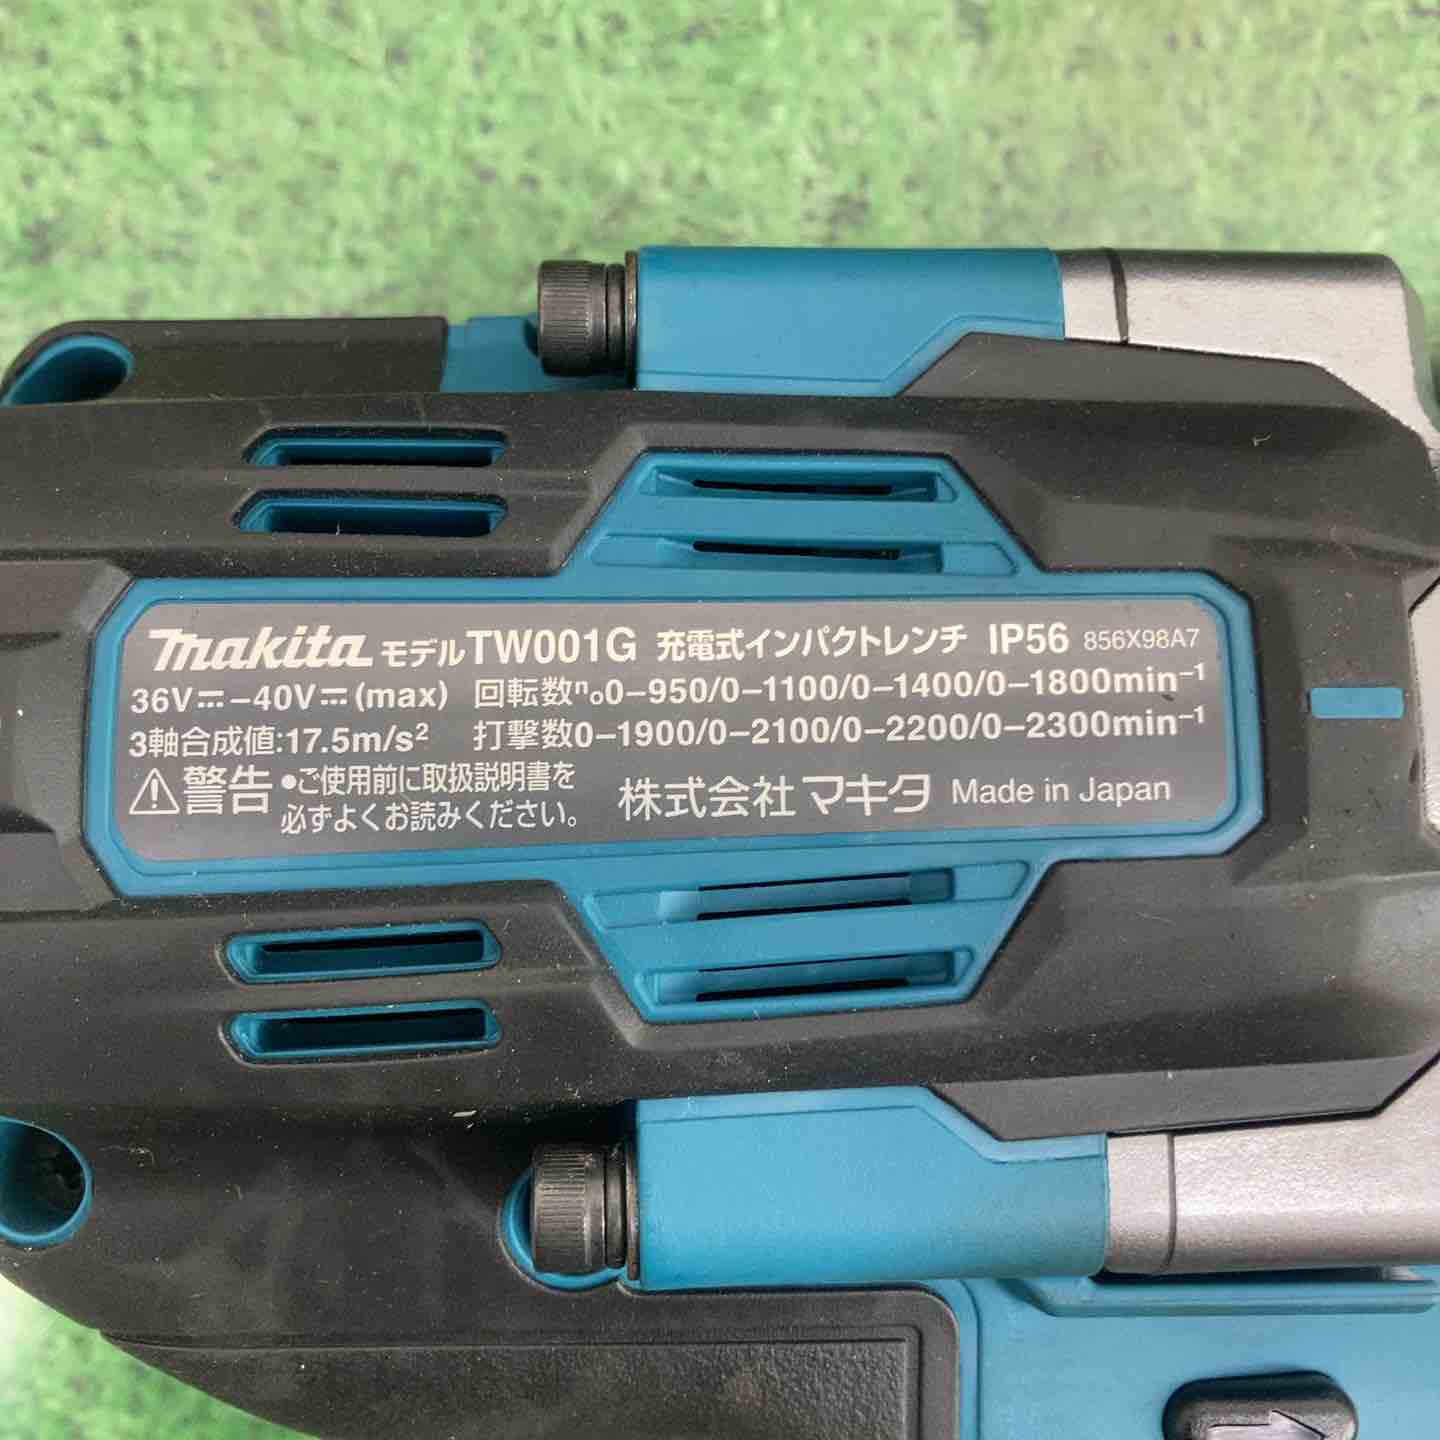 makita モデルTW001G 充電式インパクトレンチ IP56 856X98A7
36V⎓–40V⎓(max) 回転数ⁿ₀0–950/0–1100/0–1400/0–1800min⁻¹
3軸合成値:17.5m/s² 打撃数0–1900/0–2100/0–2200/0–2300min⁻¹
⚠警告 ●ご使用前に取扱説明書を
必ずよくお読みください。 株式会社マキタ Made in Japan